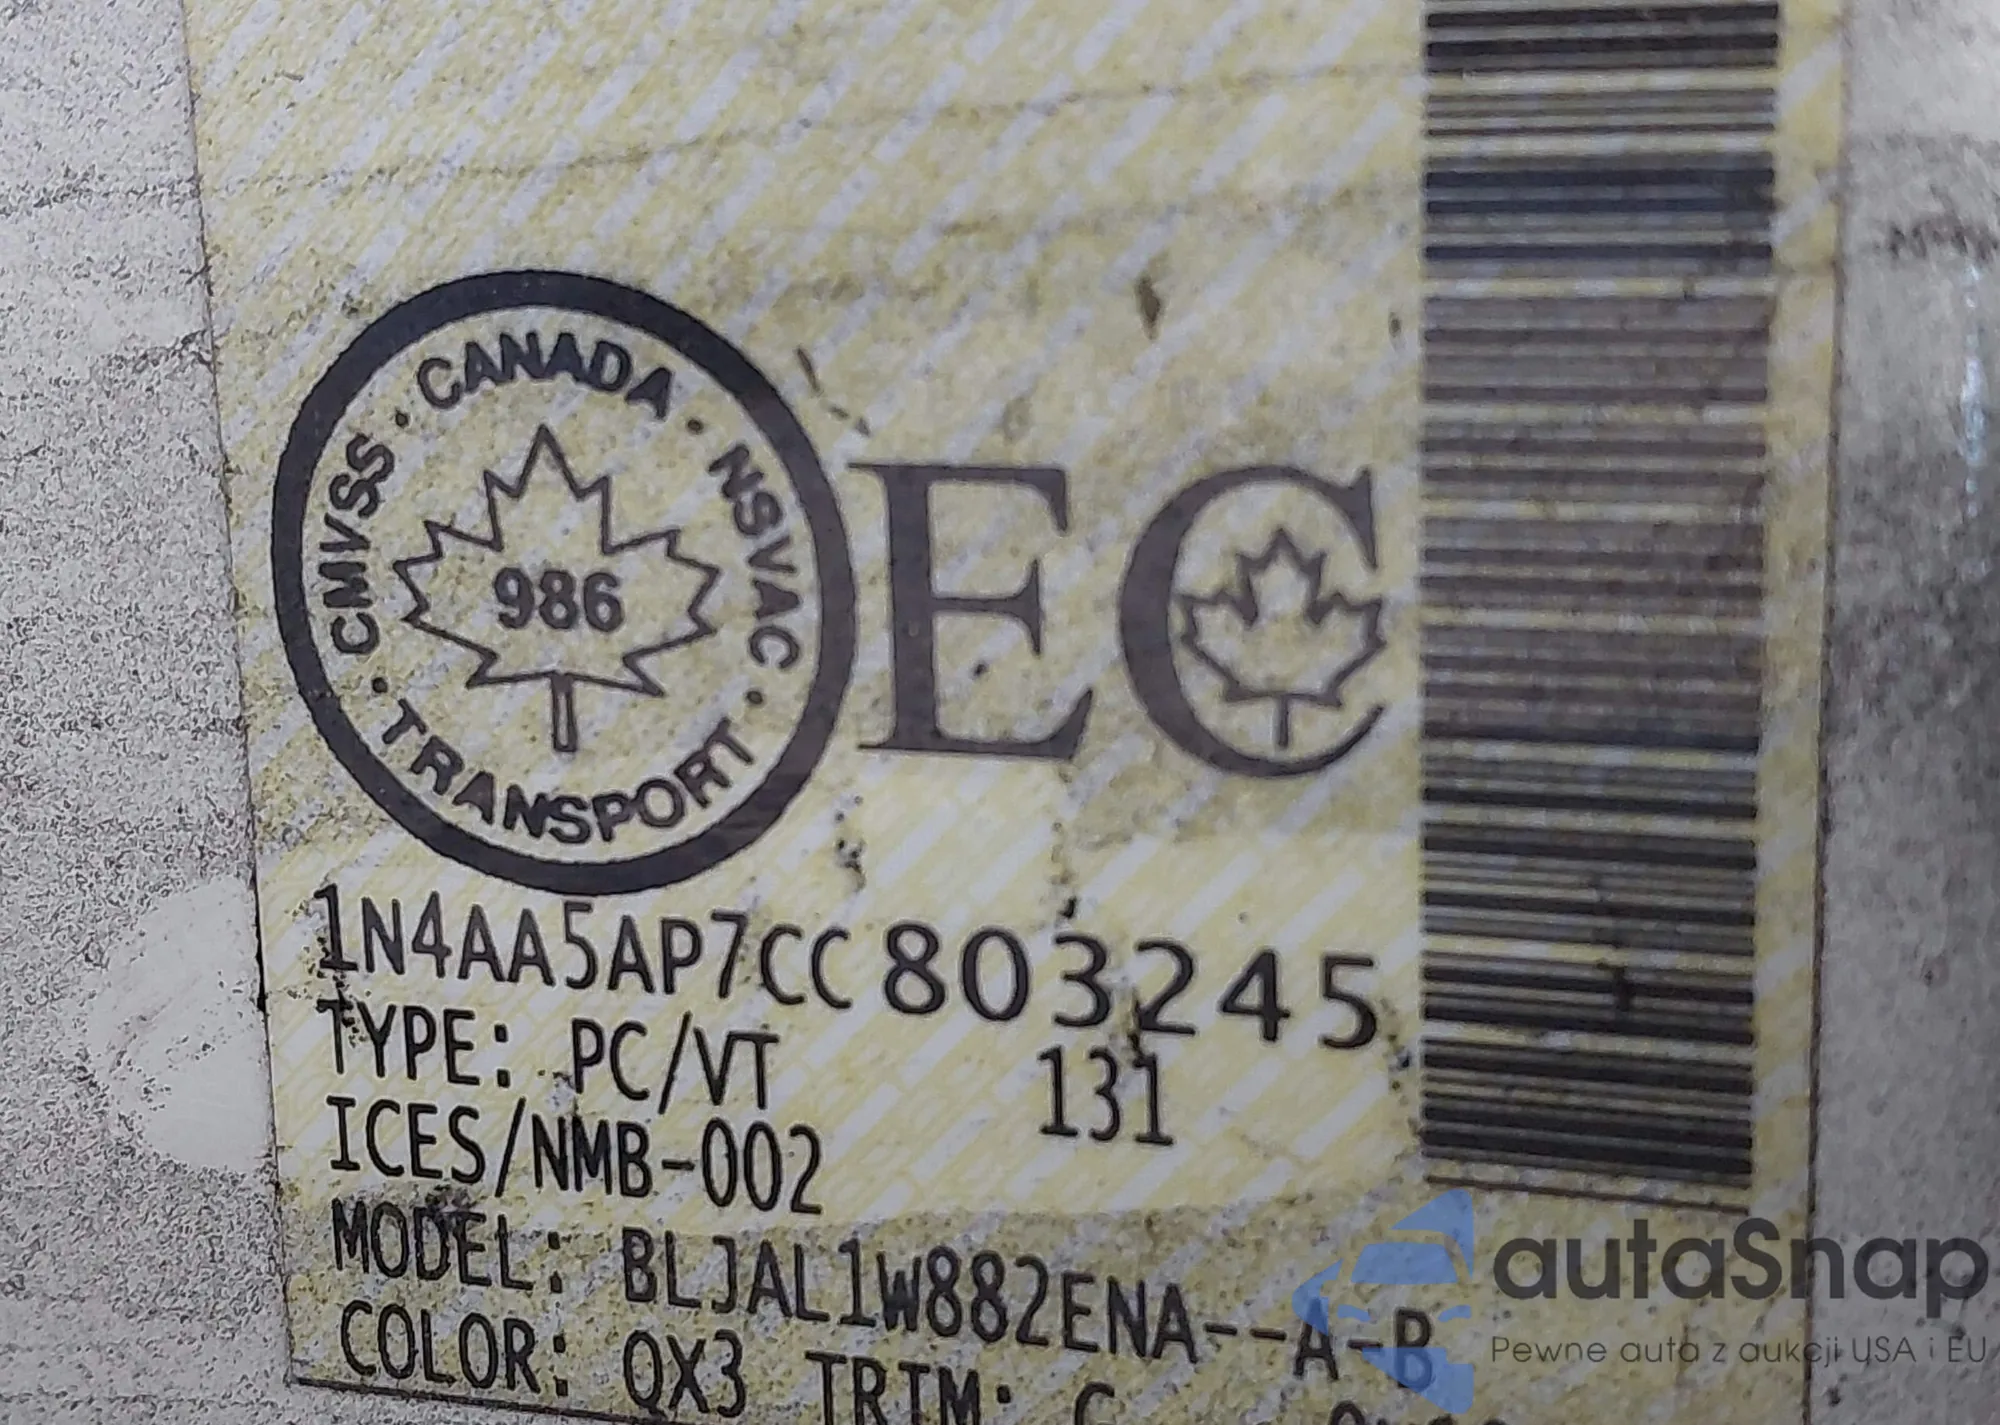 CMVSS · CANADA · NSVAC · TRANSPORT ·
986
EC
1N4AA5AP7CC803245
TYPE: PC/VT 131
ICES/NMB-002
MODEL: BLJAL1W882ENA--A-B
COLOR: QX3 TRIM: G
autaSnap
Pewne auta z aukcji USA i EU